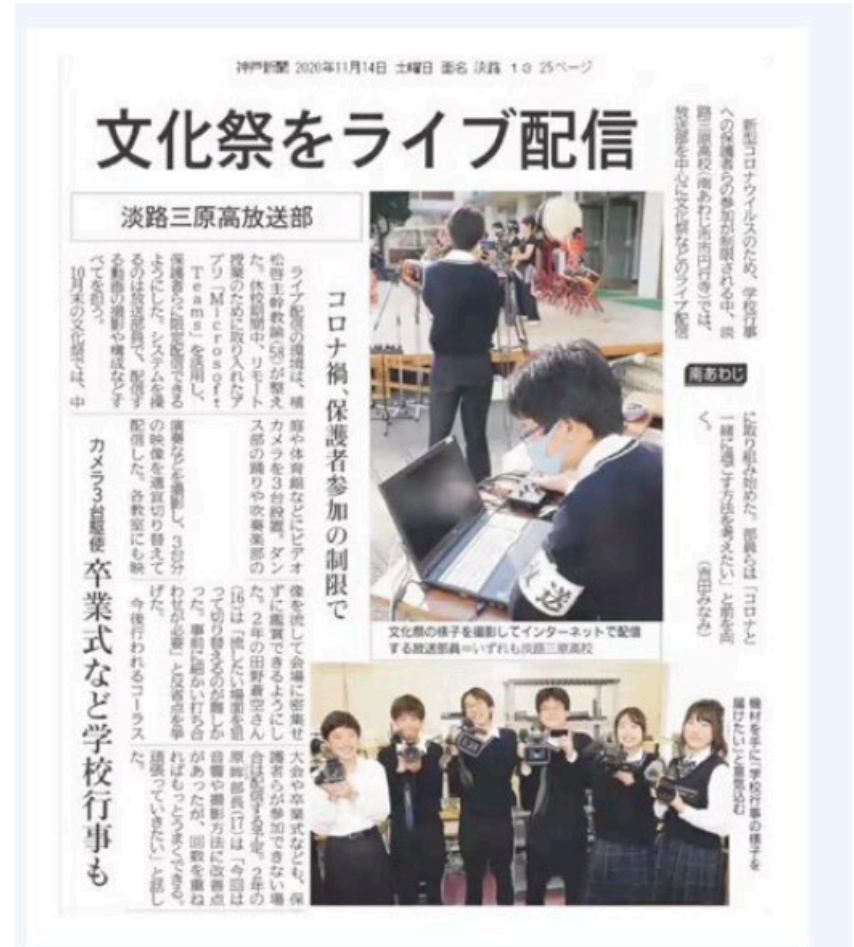 神戸新聞 2020年11月14日 土曜日 面名 淡路 13 25ページ
文化祭をライブ配信
淡路三原高放送部
コロナ禍、保護者参加の制限で
カメラ3台駆使 卒業式など学校行事も
新型コロナウイルスのため、学校行事
への保護者らの参加が制限される中、淡
路三原高校(南あわじ市市円行寺)では、
放送部を中心に文化祭などのライブ配信
南あわじ
に取り組み始めた。部員らは「コロナと
一緒に過ごす方法を考えたい」と前を向
く。
(吉田みなみ)
ライブ配信の環境は、植
松啓主幹教諭(58)が整え
た。休校期間中、リモート
授業のために取り入れたア
プリ「Microsoft
Teams」を活用し、
保護者らに限定配信できる
ようにした。システムを操
るのは放送部員で、配信す
る動画の撮影や構成などす
べてを担う。
10月末の文化祭では、中
庭や体育館などにビデオ
カメラを3台設置。ダン
ス部の踊りや吹奏楽部の
演奏などを撮影し、3台分
の映像を適宜切り替えて
配信した。各教室にも映
像を流して会場に密集せ
ずに鑑賞できるようにし
た。2年の田野蒼空さん
(16)は「流したい場面を狙
って切り替えるのが難しか
った。事前に細かい打ち合
わせが必要」と反省点を挙
げた。
今後行われるコーラス
大会や卒業式なども、保
護者らが参加できない場
合は配信する予定。2年の
原 部長(17)は「今回は
音響や撮影方法に改善点
があったが、回数を重ね
ればもっとうまくできる。
頑張っていきたい」と話し
た。
放送
文化祭の様子を撮影してインターネットで配信
する放送部員=いずれも淡路三原高校
機材を手に「学校行事の様子を
届けたい」と意気込む